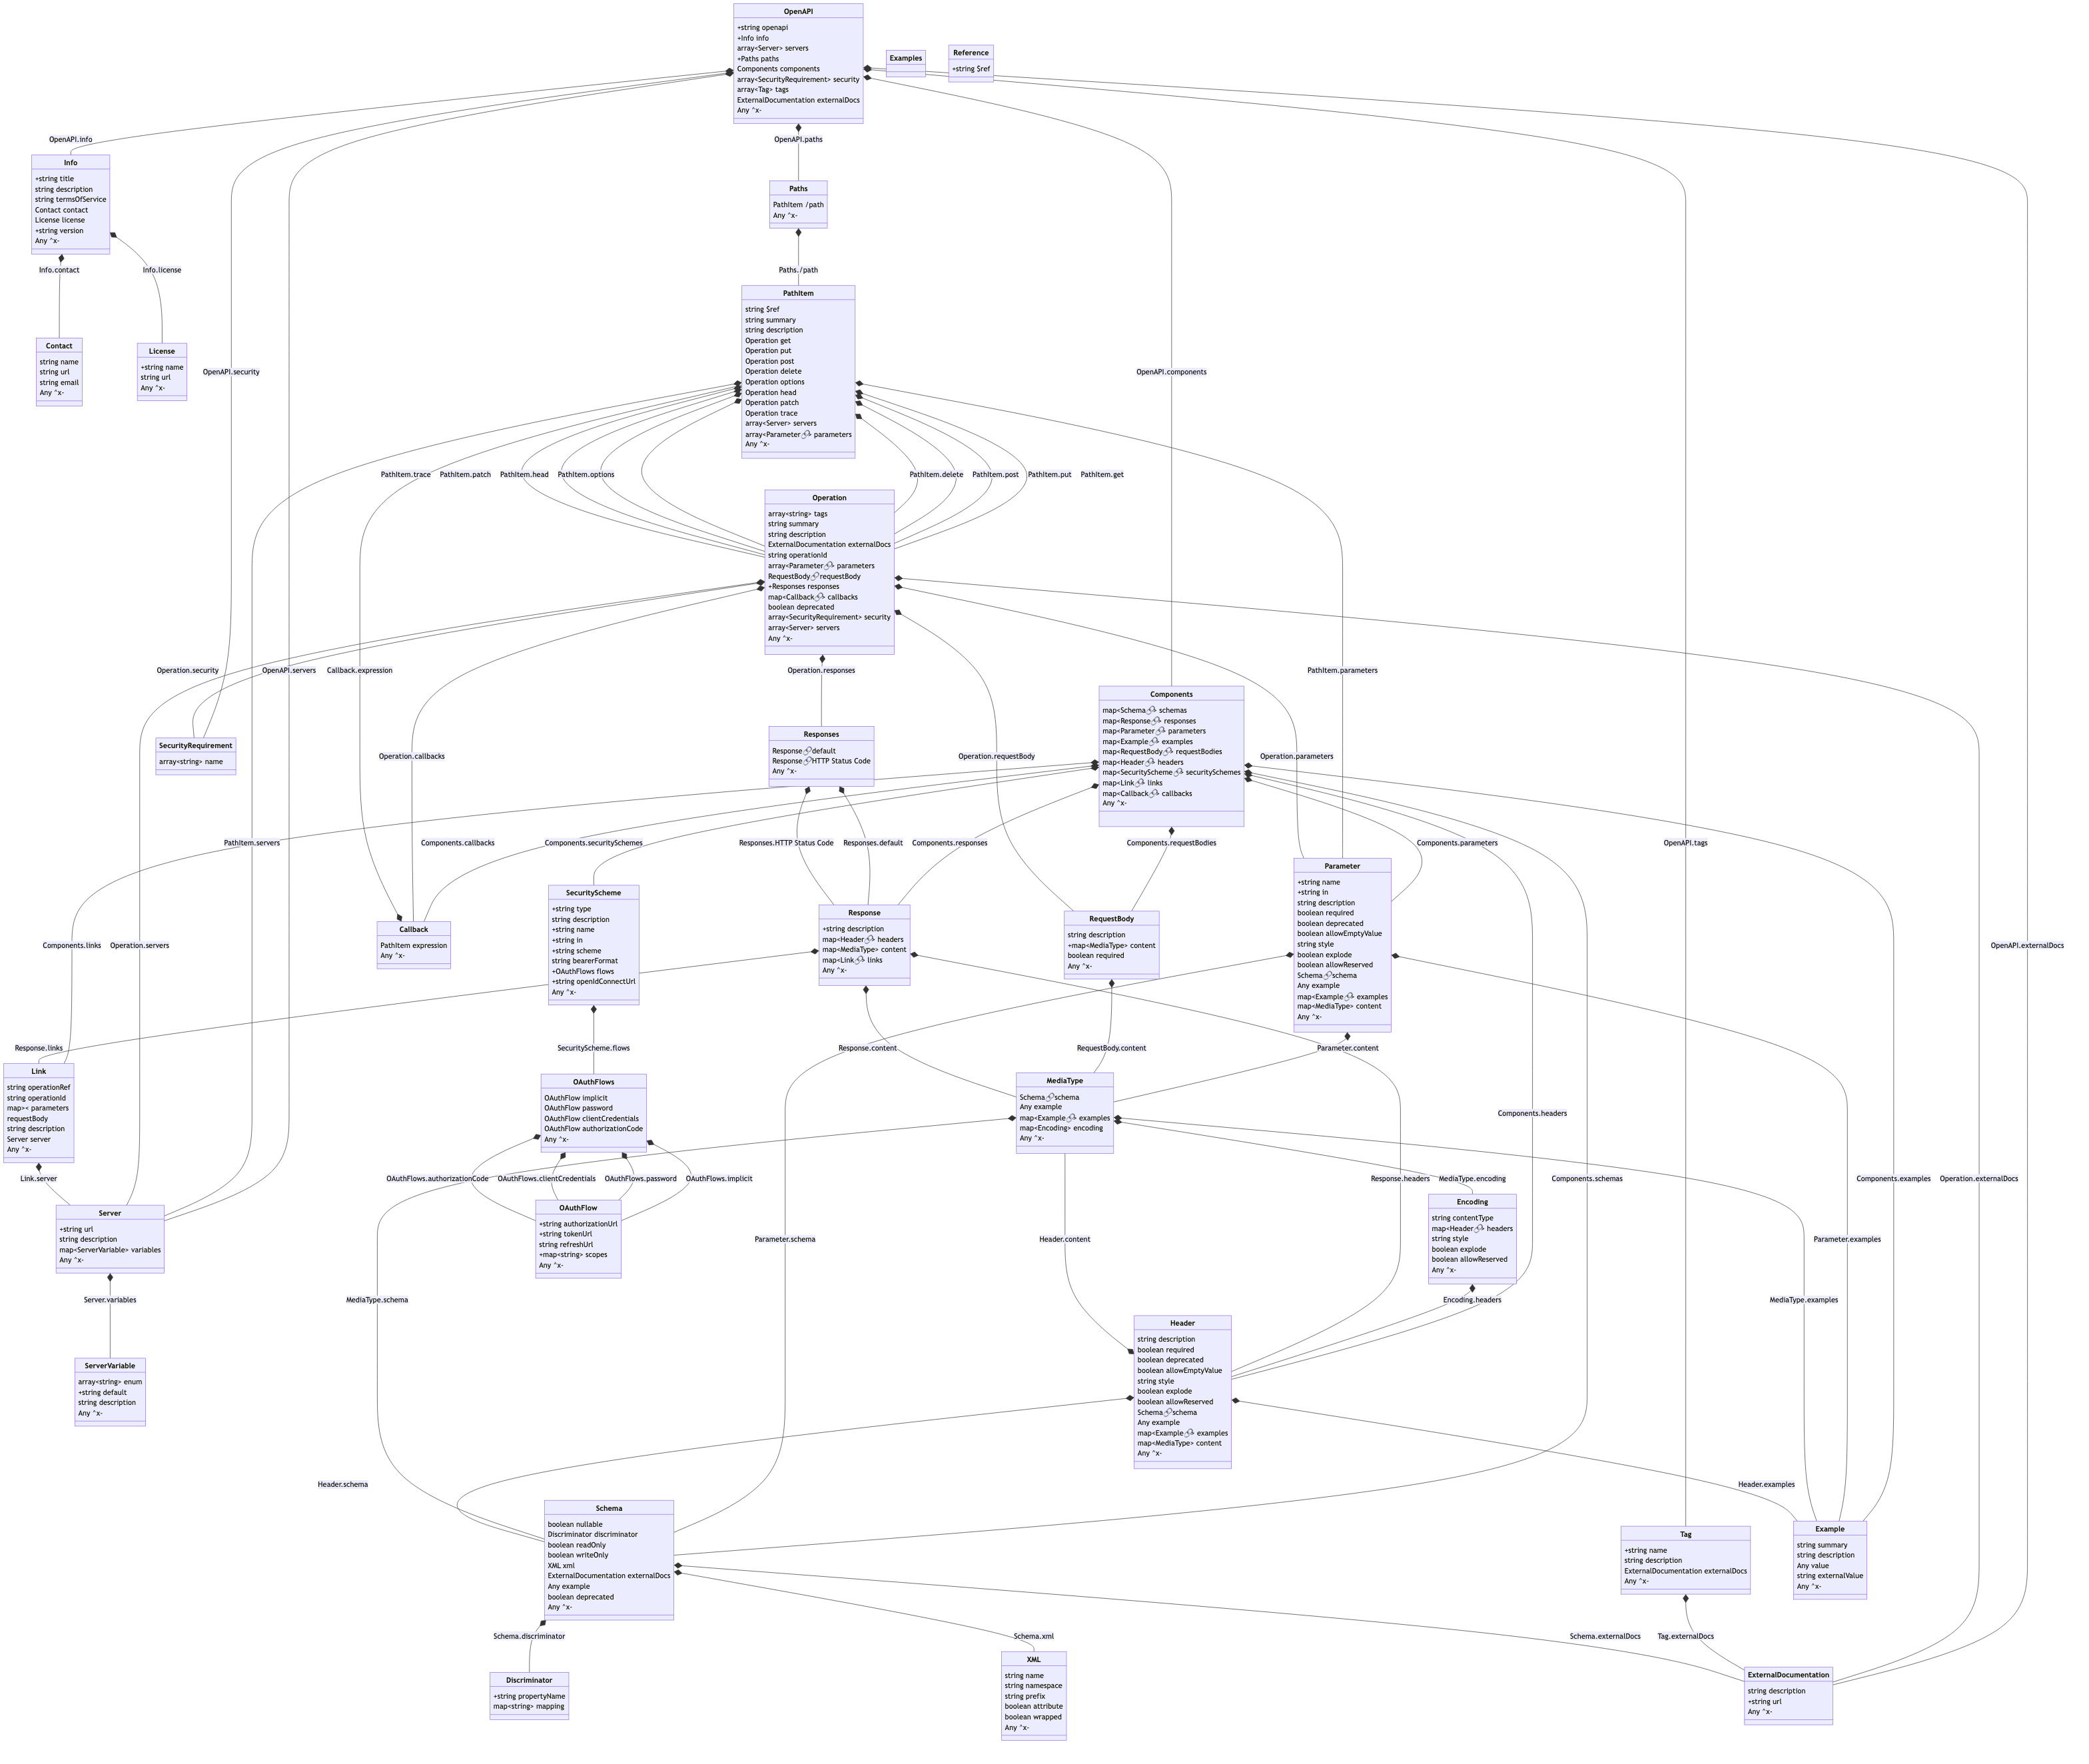 OpenAPI
+string openapi
+Info info
array<Server> servers
+Paths paths
Components components
array<SecurityRequirement> security
array<Tag> tags
ExternalDocumentation externalDocs
Any ^x-
Examples
Reference
+string $ref
OpenAPI.info
OpenAPI.paths
Info
+string title
string description
string termsOfService
Contact contact
License license
+string version
Any ^x-
Paths
PathItem /path
Any ^x-
Info.contact
Info.license
Paths./path
PathItem
string $ref
string summary
string description
Operation get
Operation put
Operation post
Operation delete
Operation options
Operation head
Operation patch
Operation trace
array<Server> servers
array<Parameter🔗> parameters
Any ^x-
Contact
string name
string url
string email
Any ^x-
License
+string name
string url
Any ^x-
OpenAPI.security
OpenAPI.components
PathItem.trace
PathItem.patch
PathItem.head
PathItem.options
PathItem.delete
PathItem.post
PathItem.put
PathItem.get
Operation
array<string> tags
string summary
string description
ExternalDocumentation externalDocs
string operationId
array<Parameter🔗> parameters
RequestBody🔗requestBody
+Responses responses
map<Callback🔗> callbacks
boolean deprecated
array<SecurityRequirement> security
array<Server> servers
Any ^x-
Operation.security
OpenAPI.servers
Callback.expression
Operation.responses
PathItem.parameters
Components
map<Schema🔗> schemas
map<Response🔗> responses
map<Parameter🔗> parameters
map<Example🔗> examples
map<RequestBody🔗> requestBodies
map<Header🔗> headers
map<SecurityScheme🔗> securitySchemes
map<Link🔗> links
map<Callback🔗> callbacks
Any ^x-
SecurityRequirement
array<string> name
Operation.callbacks
Responses
Response🔗default
Response🔗HTTP Status Code
Any ^x-
Operation.requestBody
Operation.parameters
PathItem.servers
Components.callbacks
Components.securitySchemes
Responses.HTTP Status Code
Responses.default
Components.responses
Components.requestBodies
Components.parameters
OpenAPI.tags
Parameter
+string name
+string in
string description
boolean required
boolean deprecated
boolean allowEmptyValue
string style
boolean explode
boolean allowReserved
Schema🔗schema
Any example
map<Example🔗> examples
map<MediaType> content
Any ^x-
SecurityScheme
+string type
string description
+string name
+string in
+string scheme
string bearerFormat
+OAuthFlows flows
+string openIdConnectUrl
Any ^x-
Response
+string description
map<Header🔗> headers
map<MediaType> content
map<Link🔗> links
Any ^x-
RequestBody
string description
+map<MediaType> content
boolean required
Any ^x-
Callback
PathItem expression
Any ^x-
Components.links
Operation.servers
OpenAPI.externalDocs
Response.links
SecurityScheme.flows
Response.content
RequestBody.content
Parameter.content
Link
string operationRef
string operationId
map>< parameters
requestBody
string description
Server server
Any ^x-
OAuthFlows
OAuthFlow implicit
OAuthFlow password
OAuthFlow clientCredentials
OAuthFlow authorizationCode
Any ^x-
MediaType
Schema🔗schema
Any example
map<Example🔗> examples
map<Encoding> encoding
Any ^x-
Components.headers
Link.server
OAuthFlows.authorizationCode
OAuthFlows.clientCredentials
OAuthFlows.password
OAuthFlows.implicit
Response.headers
MediaType.encoding
Components.schemas
Components.examples
Operation.externalDocs
Server
+string url
string description
map<ServerVariable> variables
Any ^x-
OAuthFlow
+string authorizationUrl
+string tokenUrl
string refreshUrl
+map<string> scopes
Any ^x-
Encoding
string contentType
map<Header🔗> headers
string style
boolean explode
boolean allowReserved
Any ^x-
Parameter.schema
Header.content
Parameter.examples
Server.variables
MediaType.schema
Encoding.headers
MediaType.examples
Header
string description
boolean required
boolean deprecated
boolean allowEmptyValue
string style
boolean explode
boolean allowReserved
Schema🔗schema
Any example
map<Example🔗> examples
map<MediaType> content
Any ^x-
ServerVariable
array<string> enum
+string default
string description
Any ^x-
Header.schema
Header.examples
Schema
boolean nullable
Discriminator discriminator
boolean readOnly
boolean writeOnly
XML xml
ExternalDocumentation externalDocs
Any example
boolean deprecated
Any ^x-
Tag
+string name
string description
ExternalDocumentation externalDocs
Any ^x-
Example
string summary
string description
Any value
string externalValue
Any ^x-
Schema.discriminator
Schema.xml
Schema.externalDocs
Tag.externalDocs
Discriminator
+string propertyName
map<string> mapping
XML
string name
string namespace
string prefix
boolean attribute
boolean wrapped
Any ^x-
ExternalDocumentation
string description
+string url
Any ^x-